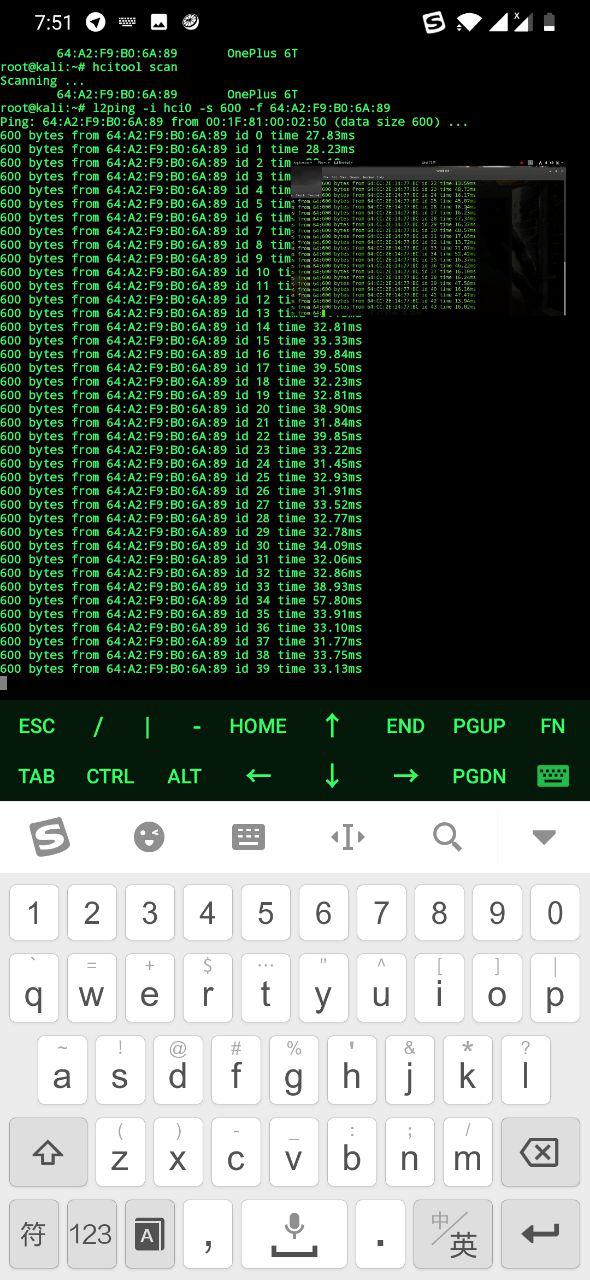 7:51
64:A2:F9:B0:6A:89 OnePlus 6T
root@kali:~# hcitool scan
Scanning ...
64:A2:F9:B0:6A:89 OnePlus 6T
root@kali:~# l2ping -i hci0 -s 600 -f 64:A2:F9:B0:6A:89
Ping: 64:A2:F9:B0:6A:89 from 00:1F:81:00:02:50 (data size 600) ...
600 bytes from 64:A2:F9:B0:6A:89 id 0 time 27.83ms
600 bytes from 64:A2:F9:B0:6A:89 id 1 time 28.23ms
600 bytes from 64:A2:F9:B0:6A:89 id 2 tim
600 bytes from 64:A2:F9:B0:6A:89 id 3 tim
600 bytes from 64:A2:F9:B0:6A:89 id 4 tim
600 bytes from 64:A2:F9:B0:6A:89 id 5 tim
600 bytes from 64:A2:F9:B0:6A:89 id 6 tim
600 bytes from 64:A2:F9:B0:6A:89 id 7 tim
600 bytes from 64:A2:F9:B0:6A:89 id 8 tim
600 bytes from 64:A2:F9:B0:6A:89 id 9 tim
600 bytes from 64:A2:F9:B0:6A:89 id 10 ti
600 bytes from 64:A2:F9:B0:6A:89 id 11 ti
600 bytes from 64:A2:F9:B0:6A:89 id 12 ti
600 bytes from 64:A2:F9:B0:6A:89 id 13 ti
600 bytes from 64:A2:F9:B0:6A:89 id 14 time 32.81ms
600 bytes from 64:A2:F9:B0:6A:89 id 15 time 33.33ms
600 bytes from 64:A2:F9:B0:6A:89 id 16 time 39.84ms
600 bytes from 64:A2:F9:B0:6A:89 id 17 time 39.50ms
600 bytes from 64:A2:F9:B0:6A:89 id 18 time 32.23ms
600 bytes from 64:A2:F9:B0:6A:89 id 19 time 32.81ms
600 bytes from 64:A2:F9:B0:6A:89 id 20 time 38.90ms
600 bytes from 64:A2:F9:B0:6A:89 id 21 time 31.84ms
600 bytes from 64:A2:F9:B0:6A:89 id 22 time 39.85ms
600 bytes from 64:A2:F9:B0:6A:89 id 23 time 33.22ms
600 bytes from 64:A2:F9:B0:6A:89 id 24 time 31.45ms
600 bytes from 64:A2:F9:B0:6A:89 id 25 time 32.93ms
600 bytes from 64:A2:F9:B0:6A:89 id 26 time 31.91ms
600 bytes from 64:A2:F9:B0:6A:89 id 27 time 33.52ms
600 bytes from 64:A2:F9:B0:6A:89 id 28 time 32.77ms
600 bytes from 64:A2:F9:B0:6A:89 id 29 time 32.78ms
600 bytes from 64:A2:F9:B0:6A:89 id 30 time 34.09ms
600 bytes from 64:A2:F9:B0:6A:89 id 31 time 32.06ms
600 bytes from 64:A2:F9:B0:6A:89 id 32 time 32.86ms
600 bytes from 64:A2:F9:B0:6A:89 id 33 time 38.93ms
600 bytes from 64:A2:F9:B0:6A:89 id 34 time 57.80ms
600 bytes from 64:A2:F9:B0:6A:89 id 35 time 33.91ms
600 bytes from 64:A2:F9:B0:6A:89 id 36 time 33.10ms
600 bytes from 64:A2:F9:B0:6A:89 id 37 time 31.77ms
600 bytes from 64:A2:F9:B0:6A:89 id 38 time 33.75ms
600 bytes from 64:A2:F9:B0:6A:89 id 39 time 33.13ms
ESC / | - HOME ↑ END PGUP FN
TAB CTRL ALT ← ↓ → PGDN
1 2 3 4 5 6 7 8 9 0
` = + $ ... " ^ [ ] |
q w e r t y u i o p
~ ! @ # % ' & * ?
a s d f g h j k l
( ) - _ : ; /
z x c v b n m
符 123 A , . 中/英